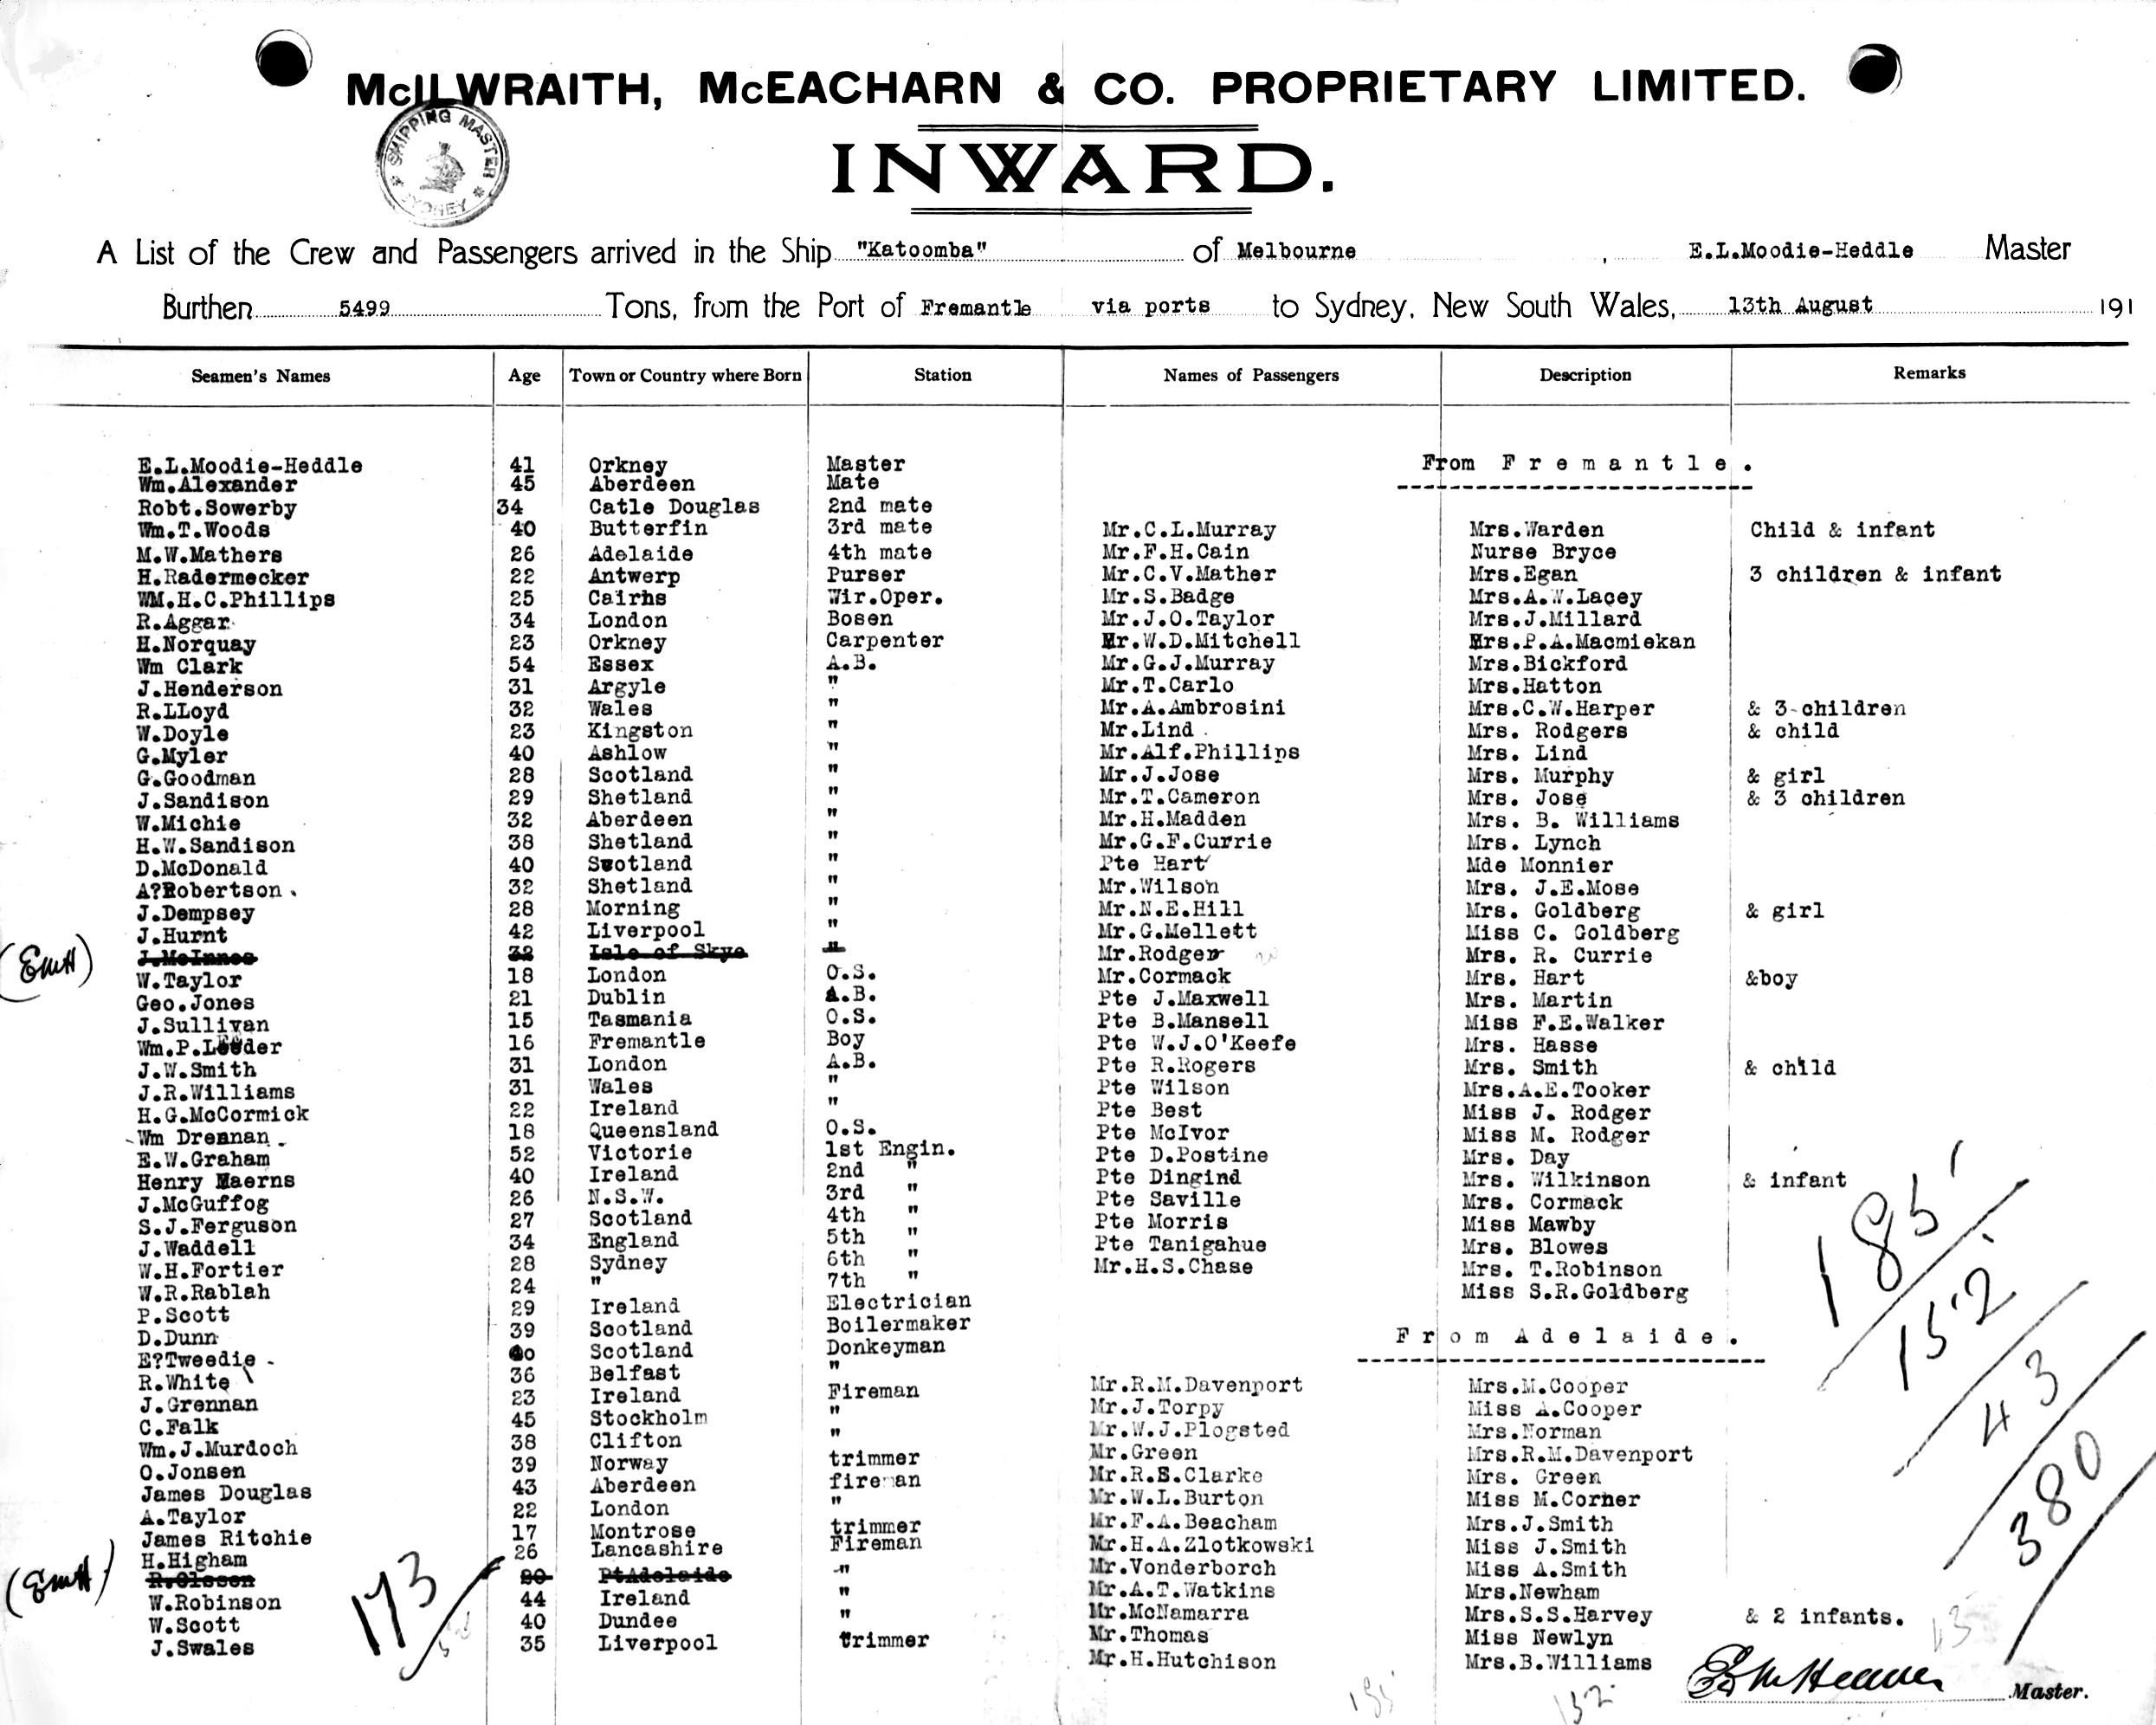 McILWRAITH, McEACHARN & CO. PROPRIETARY LIMITED.
SHIPPING MASTER SYDNEY
INWARD.
A List of the Crew and Passengers arrived in the Ship "Katoomba" of Melbourne , E.L.Moodie-Heddle Master
Burthen 5499 Tons, from the Port of Fremantle via ports to Sydney, New South Wales, 13th August 191
Seamen's Names Age Town or Country where Born Station Names of Passengers Description Remarks
E.L.Moodie-Heddle 41 Orkney Master From Fremantle.
Wm.Alexander 45 Aberdeen Mate
Robt.Sowerby 34 Catle Douglas 2nd mate
Wm.T.Woods 40 Butterfin 3rd mate Mr.C.L.Murray Mrs.Warden Child & infant
M.W.Mathers 26 Adelaide 4th mate Mr.F.H.Cain Nurse Bryce
H.Radermecker 22 Antwerp Purser Mr.C.V.Mather Mrs.Egan 3 children & infant
WM.H.C.Phillips 25 Cairns Wir.Oper. Mr.S.Badge Mrs.A.W.Lacey
R.Aggar 34 London Bosen Mr.J.O.Taylor Mrs.J.Millard
H.Norquay 23 Orkney Carpenter Mr.W.D.Mitchell Mrs.P.A.Macmiekan
Wm Clark 54 Essex A.B. Mr.G.J.Murray Mrs.Bickford
J.Henderson 31 Argyle " Mr.T.Carlo Mrs.Hatton
R.LLoyd 32 Wales " Mr.A.Ambrosini Mrs.C.W.Harper & 3-children
W.Doyle 23 Kingston " Mr.Lind Mrs. Rodgers & child
G.Myler 40 Ashlow " Mr.Alf.Phillips Mrs. Lind
G.Goodman 28 Scotland " Mr.J.Jose Mrs. Murphy & girl
J.Sandison 29 Shetland " Mr.T.Cameron Mrs. Jose & 3 children
W.Michie 32 Aberdeen " Mr.H.Madden Mrs. B. Williams
H.W.Sandison 38 Shetland " Mr.G.F.Currie Mrs. Lynch
D.McDonald 40 Scotland " Pte Hart Mde Monnier
A?Robertson. 32 Shetland " Mr.Wilson Mrs. J.E.Mose
J.Dempsey 28 Morning " Mr.N.E.Hill Mrs. Goldberg & girl
J.Hurnt 42 Liverpool " Mr.G.Mellett Miss C. Goldberg
(EMH) J.McInnes 32 Isle of Skye " Mr.Rodger Mrs. R. Currie
W.Taylor 18 London O.S. Mr.Cormack Mrs. Hart &boy
Geo.Jones 21 Dublin A.B. Pte J.Maxwell Mrs. Martin
J.Sullivan 15 Tasmania O.S. Pte B.Mansell Miss F.E.Walker
Wm.P.Leeder 16 Fremantle Boy Pte W.J.O'Keefe Mrs. Hasse
J.W.Smith 31 London A.B. Pte R.Rogers Mrs. Smith & child
J.R.Williams 31 Wales " Pte Wilson Mrs.A.E.Tooker
H.G.McCormick 22 Ireland " Pte Best Miss J. Rodger
Wm Drennan. 18 Queensland O.S. Pte McIvor Miss M. Rodger
E.W.Graham 52 Victorie 1st Engin. Pte D.Postine Mrs. Day
Henry Maerns 40 Ireland 2nd " Pte Dingind Mrs. Wilkinson & infant
J.McGuffog 26 N.S.W. 3rd " Pte Saville Mrs. Cormack
S.J.Ferguson 27 Scotland 4th " Pte Morris Miss Mawby
J.Waddell 34 England 5th " Pte Tanigahue Mrs. Blowes
W.H.Fortier 28 Sydney 6th " Mr.H.S.Chase Mrs. T.Robinson
W.R.Rablah 24 " 7th " Miss S.R.Goldberg
P.Scott 29 Ireland Electrician
D.Dunn 39 Scotland Boilermaker From Adelaide.
E?Tweedie. 40 Scotland Donkeyman
R.White 36 Belfast " Mr.R.M.Davenport Mrs.M.Cooper
J.Grennan 23 Ireland Fireman Mr.J.Torpy Miss A.Cooper
C.Falk 45 Stockholm " Mr.W.J.Plogsted Mrs.Norman
Wm.J.Murdoch 38 Clifton " Mr.Green Mrs.R.M.Davenport
O.Jonsen 39 Norway trimmer Mr.R.S.Clarke Mrs. Green
James Douglas 43 Aberdeen fireman Mr.W.L.Burton Miss M.Corner
A.Taylor 22 London " Mr.F.A.Beacham Mrs.J.Smith
James Ritchie 17 Montrose trimmer Mr.H.A.Zlotkowski Miss J.Smith
H.Higham 26 Lancashire Fireman Mr.Vonderborch Miss A.Smith
(EMH) R.Olsson 20 PtAdelaide " Mr.A.T.Watkins Mrs.Newham
W.Robinson 44 Ireland " Mr.McNamarra Mrs.S.S.Harvey & 2 infants.
W.Scott 40 Dundee " Mr.Thomas Miss Newlyn
J.Swales 35 Liverpool trimmer Mr.H.Hutchison Mrs.B.Williams
173
185
152
43
380
43
185 152
Master.